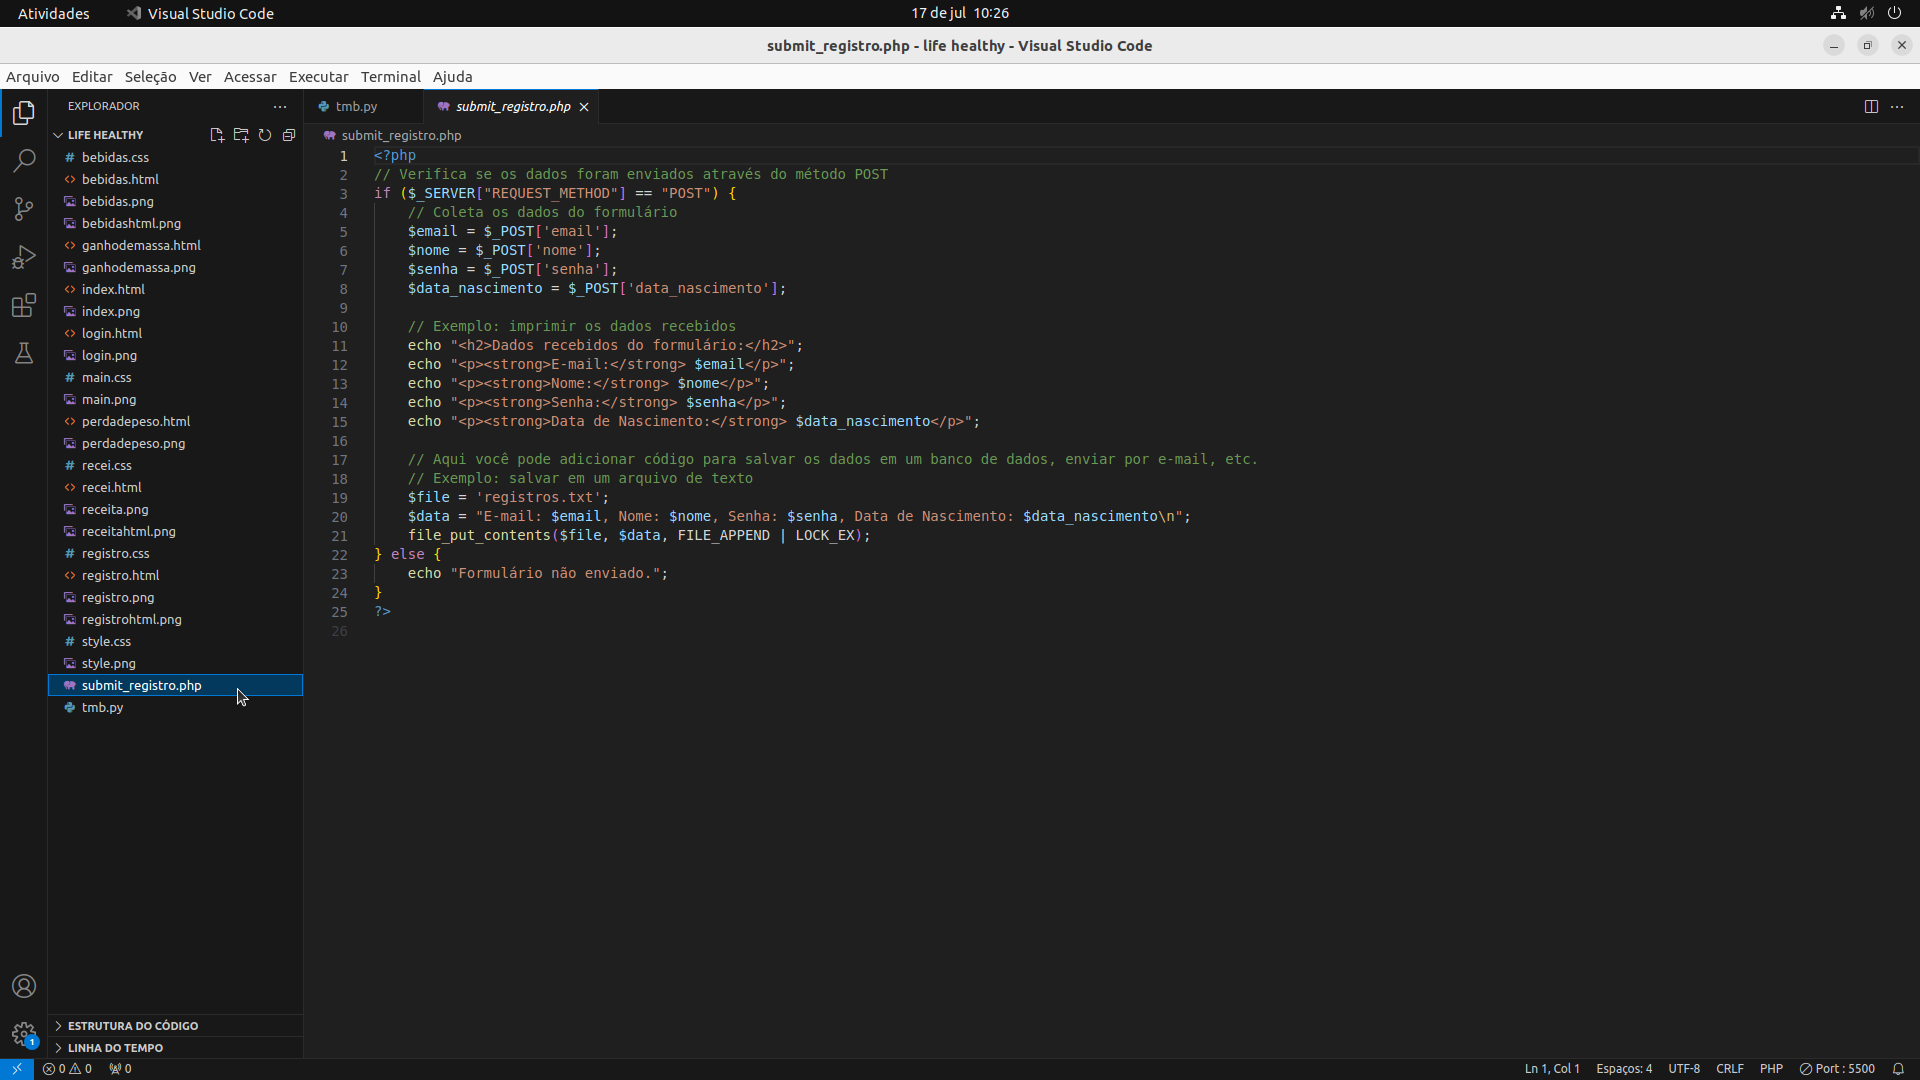 Atividades
Visual Studio Code
17 de jul 10:26
submit_registro.php - life healthy - Visual Studio Code
Arquivo Editar Seleção Ver Acessar Executar Terminal Ajuda
EXPLORADOR
LIFE HEALTHY
bebidas.css
bebidas.html
bebidas.png
bebidashtml.png
ganhodemassa.html
ganhodemassa.png
index.html
index.png
login.html
login.png
main.css
main.png
perdadepeso.html
perdadepeso.png
recei.css
recei.html
receita.png
receitahtml.png
registro.css
registro.html
registro.png
registrohtml.png
style.css
style.png
submit_registro.php
tmb.py
ESTRUTURA DO CÓDIGO
LINHA DO TEMPO
tmb.py
submit_registro.php
submit_registro.php
1 <?php
2 // Verifica se os dados foram enviados através do método POST
3 if ($_SERVER["REQUEST_METHOD"] == "POST") {
4     // Coleta os dados do formulário
5     $email = $_POST['email'];
6     $nome = $_POST['nome'];
7     $senha = $_POST['senha'];
8     $data_nascimento = $_POST['data_nascimento'];
9
10     // Exemplo: imprimir os dados recebidos
11     echo "<h2>Dados recebidos do formulário:</h2>";
12     echo "<p><strong>E-mail:</strong> $email</p>";
13     echo "<p><strong>Nome:</strong> $nome</p>";
14     echo "<p><strong>Senha:</strong> $senha</p>";
15     echo "<p><strong>Data de Nascimento:</strong> $data_nascimento</p>";
16
17     // Aqui você pode adicionar código para salvar os dados em um banco de dados, enviar por e-mail, etc.
18     // Exemplo: salvar em um arquivo de texto
19     $file = 'registros.txt';
20     $data = "E-mail: $email, Nome: $nome, Senha: $senha, Data de Nascimento: $data_nascimento\n";
21     file_put_contents($file, $data, FILE_APPEND | LOCK_EX);
22 } else {
23     echo "Formulário não enviado.";
24 }
25 ?>
26
1
0 0 0
Ln 1, Col 1 Espaços: 4 UTF-8 CRLF PHP Port : 5500